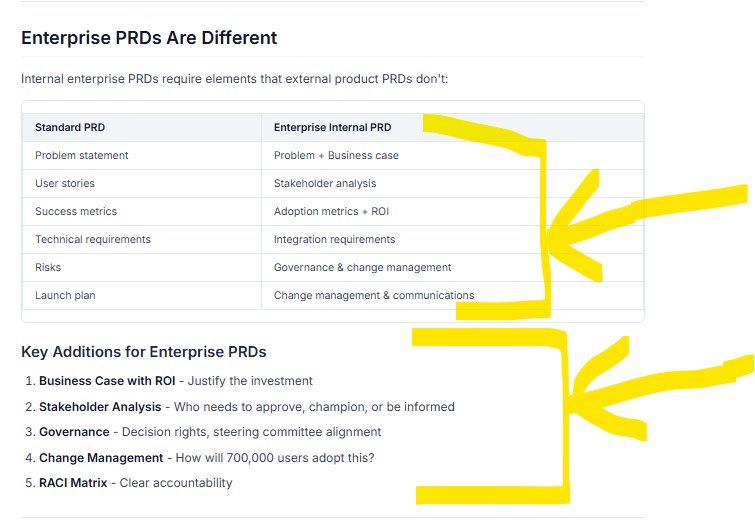 Enterprise PRDs Are Different
Internal enterprise PRDs require elements that external product PRDs don't:
Standard PRD Enterprise Internal PRD
Problem statement Problem + Business case
User stories Stakeholder analysis
Success metrics Adoption metrics + ROI
Technical requirements Integration requirements
Risks Governance & change management
Launch plan Change management & communications
Key Additions for Enterprise PRDs
1. Business Case with ROI - Justify the investment
2. Stakeholder Analysis - Who needs to approve, champion, or be informed
3. Governance - Decision rights, steering committee alignment
4. Change Management - How will 700,000 users adopt this?
5. RACI Matrix - Clear accountability